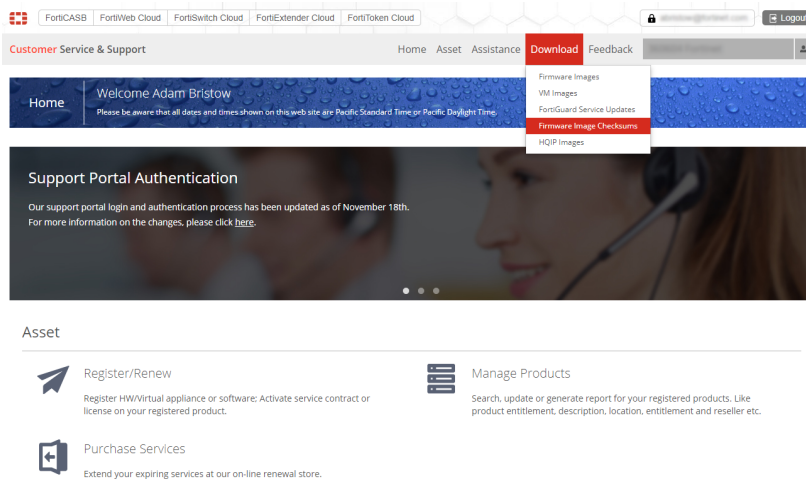 FortiCASB FortiWeb Cloud FortiSwitch Cloud FortiExtender Cloud FortiToken Cloud
Logout
Customer Service & Support
Home Asset Assistance Download Feedback
Firmware Images
VM Images
FortiGuard Service Updates
Firmware Image Checksums
HQIP Images
Home
Welcome Adam Bristow
Please be aware that all dates and times shown on this web site are Pacific Standard Time or Pacific Daylight Time.
Support Portal Authentication
Our support portal login and authentication process has been updated as of November 18th.
For more information on the changes, please click here.
Asset
Register/Renew
Register HW/Virtual appliance or software; Activate service contract or
license on your registered product.
Manage Products
Search, update or generate report for your registered products. Like
product entitlement, description, location, entitlement and reseller etc.
Purchase Services
Extend your expiring services at our on-line renewal store.